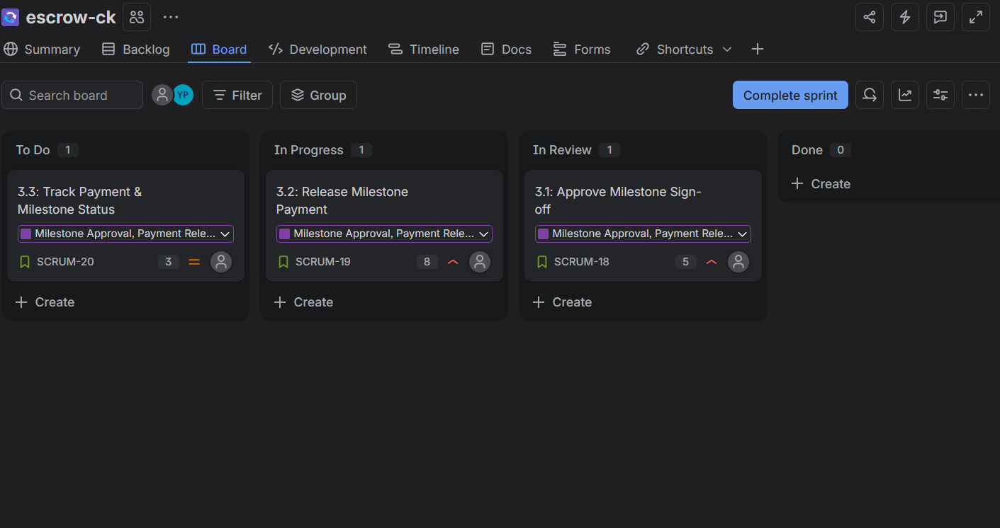 escrow-ck
Summary
Backlog
Board
Development
Timeline
Docs
Forms
Shortcuts
Search board
YP
Filter
Group
Complete sprint
To Do 1
3.3: Track Payment &
Milestone Status
Milestone Approval, Payment Rele...
SCRUM-20 3
Create
In Progress 1
3.2: Release Milestone
Payment
Milestone Approval, Payment Rele...
SCRUM-19 8
Create
In Review 1
3.1: Approve Milestone Sign-
off
Milestone Approval, Payment Rele...
SCRUM-18 5
Create
Done 0
Create